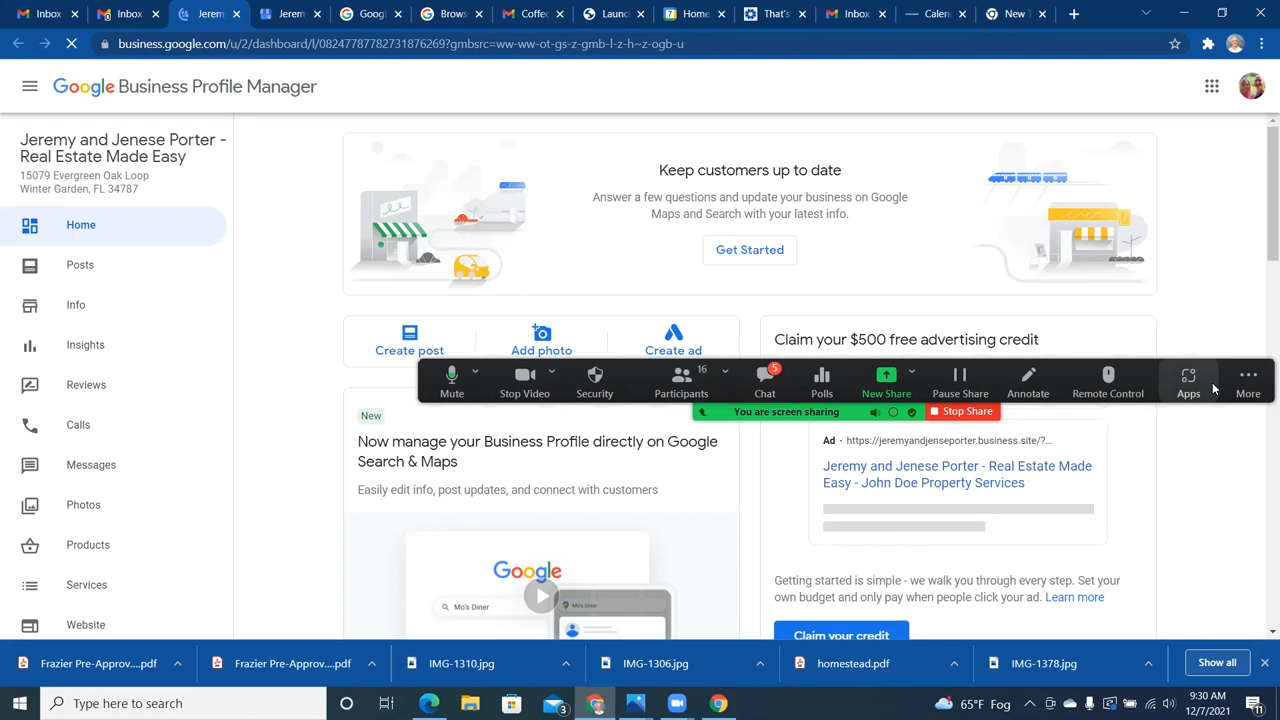 Inbox
Inbox
Jerem
Jerem
Googl
Brows
Coffe
Launc
Home
That's
Inbox
Calen
New T
business.google.com/u/2/dashboard/l/08247787782731876269?gmbsrc=ww-ww-ot-gs-z-gmb-l-z-h~z-ogb-u
Google Business Profile Manager
Jeremy and Jenese Porter -
Real Estate Made Easy
15079 Evergreen Oak Loop
Winter Garden, FL 34787
Home
Posts
Info
Insights
Reviews
Calls
Messages
Photos
Products
Services
Website
Keep customers up to date
Answer a few questions and update your business on Google
Maps and Search with your latest info.
Get Started
Create post
Add photo
Create ad
Claim your $500 free advertising credit
Mute
Stop Video
Security
16
Participants
5
Chat
Polls
New Share
Pause Share
Annotate
Remote Control
Apps
More
You are screen sharing
Stop Share
New
Now manage your Business Profile directly on Google
Search & Maps
Easily edit info, post updates, and connect with customers
Google
Mo's Diner
Mo's Diner
Ad · https://jeremyandjenseporter.business.site/?...
Jeremy and Jenese Porter - Real Estate Made
Easy - John Doe Property Services
Getting started is simple - we walk you through every step. Set your
own budget and only pay when people click your ad. Learn more
Claim your credit
Frazier Pre-Approv....pdf
Frazier Pre-Approv....pdf
IMG-1310.jpg
IMG-1306.jpg
homestead.pdf
IMG-1378.jpg
Show all
Type here to search
3
65°F Fog
9:30 AM
12/7/2021
11